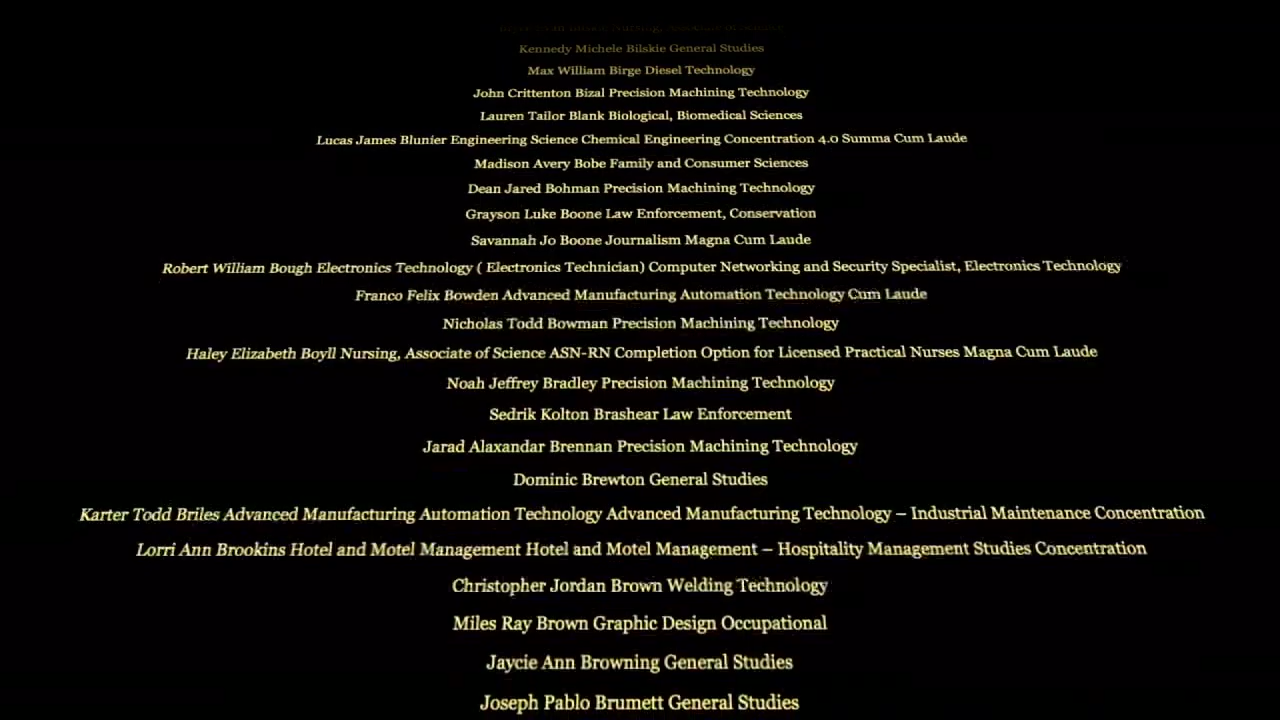 Kennedy Michele Bilskie General Studies
Max William Birge Diesel Technology
John Crittenton Bizal Precision Machining Technology
Lauren Tailor Blank Biological, Biomedical Sciences
Lucas James Blunier Engineering Science Chemical Engineering Concentration 4.0 Summa Cum Laude
Madison Avery Bobe Family and Consumer Sciences
Dean Jared Bohman Precision Machining Technology
Grayson Luke Boone Law Enforcement, Conservation
Savannah Jo Boone Journalism Magna Cum Laude
Robert William Bough Electronics Technology ( Electronics Technician) Computer Networking and Security Specialist, Electronics Technology
Franco Felix Bowden Advanced Manufacturing Automation Technology Cum Laude
Nicholas Todd Bowman Precision Machining Technology
Haley Elizabeth Boyll Nursing, Associate of Science ASN-RN Completion Option for Licensed Practical Nurses Magna Cum Laude
Noah Jeffrey Bradley Precision Machining Technology
Sedrik Kolton Brashear Law Enforcement
Jarad Alaxandar Brennan Precision Machining Technology
Dominic Brewton General Studies
Karter Todd Briles Advanced Manufacturing Automation Technology Advanced Manufacturing Technology – Industrial Maintenance Concentration
Lorri Ann Brookins Hotel and Motel Management Hotel and Motel Management – Hospitality Management Studies Concentration
Christopher Jordan Brown Welding Technology
Miles Ray Brown Graphic Design Occupational
Jaycie Ann Browning General Studies
Joseph Pablo Brumett General Studies